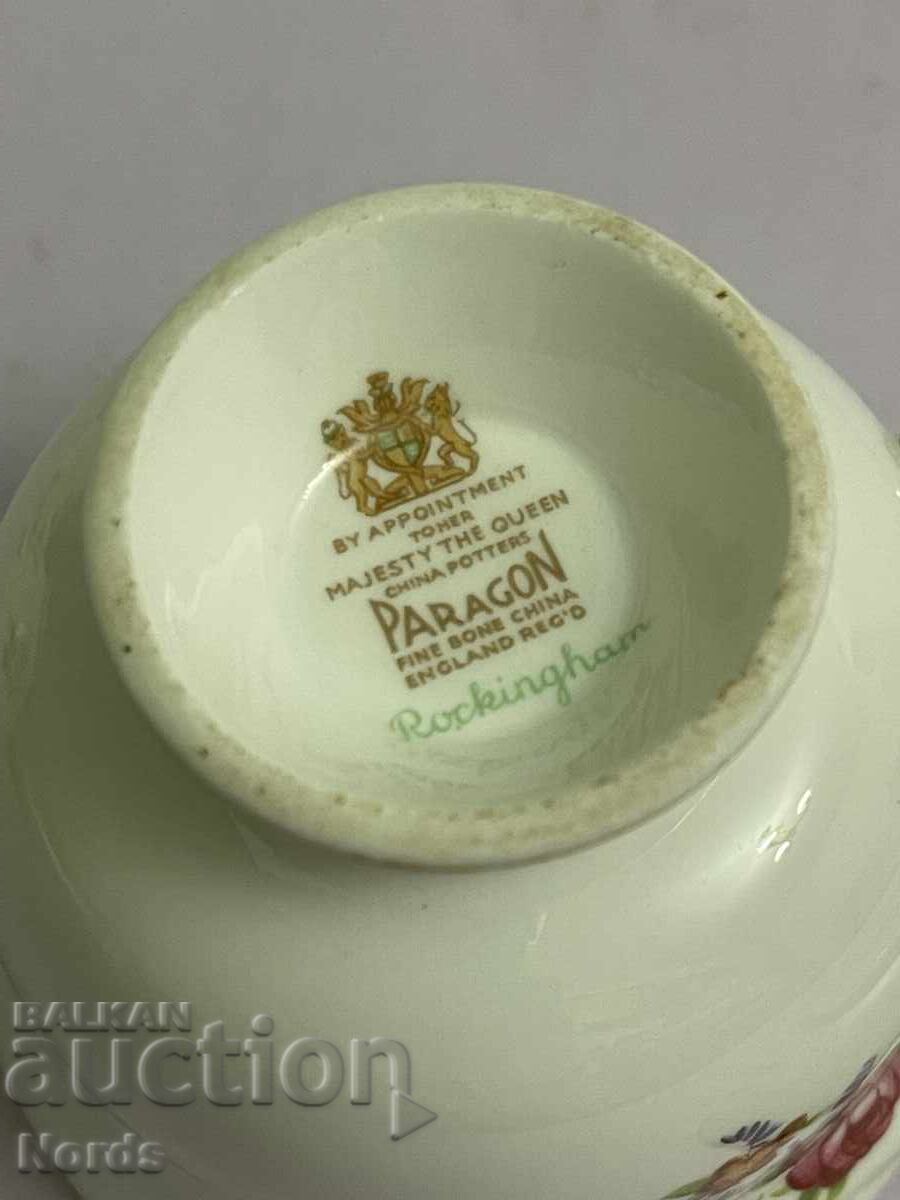 BY APPOINTMENT
TO HER
MAJESTY THE QUEEN
CHINA POTTERS
PARAGON
FINE BONE CHINA
ENGLAND REG'D
Rockingham
BALKAN
auction
Nords